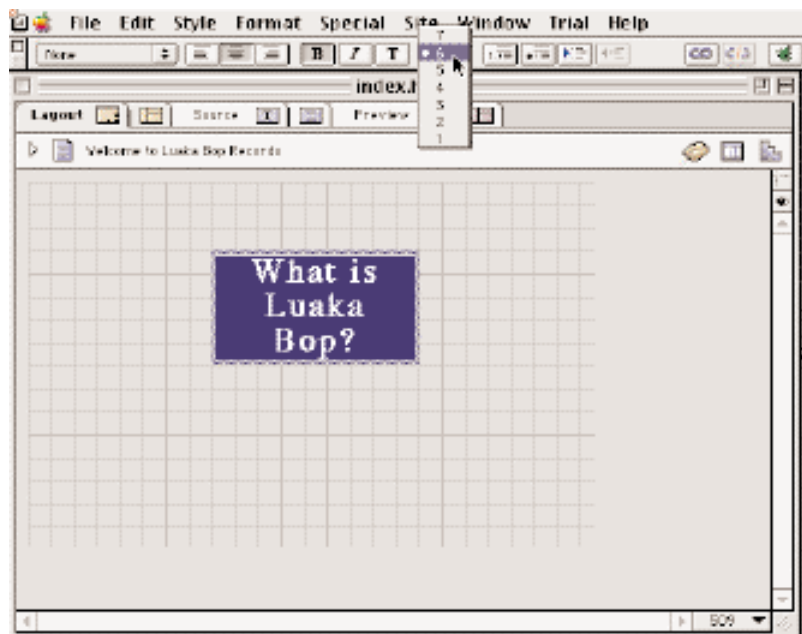 File Edit Style Format Special Site Window Trial Help
None B I T
7
6
5
4
3
2
1
index.h
Layout Source Preview
Welcome to Luaka Bop Records
What is
Luaka
Bop?
509